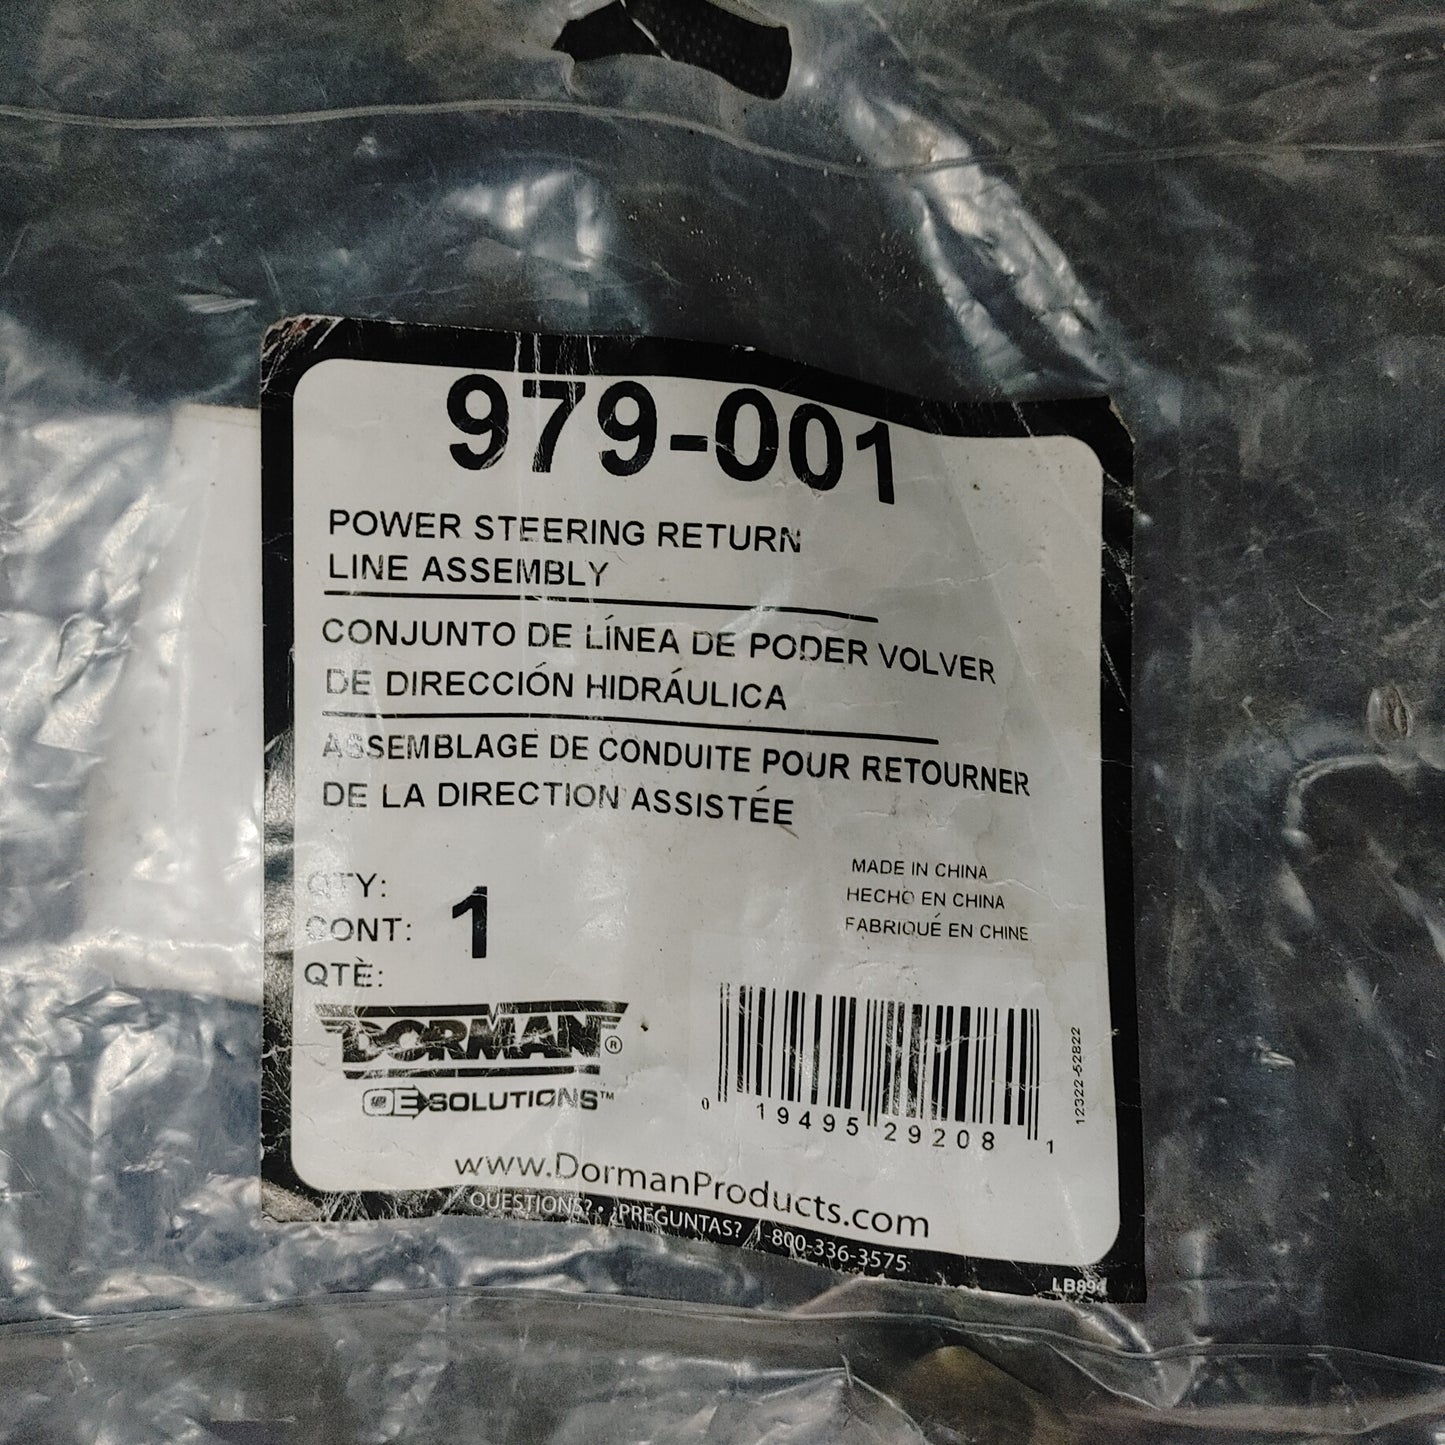 979-001
POWER STEERING RETURN
LINE ASSEMBLY
CONJUNTO DE LÍNEA DE PODER VOLVER
DE DIRECCIÓN HIDRÁULICA
ASSEMBLAGE DE CONDUITE POUR RETOURNER
DE LA DIRECTION ASSISTÉE
QTY:
CONT: 1
QTÈ:
MADE IN CHINA
HECHO EN CHINA
FABRIQUÉ EN CHINE
DORMAN®
OE SOLUTIONS™
0 19495 29208 1
12322-52822
www.DormanProducts.com
QUESTIONS? • ¿PREGUNTAS? 1-800-336-3575